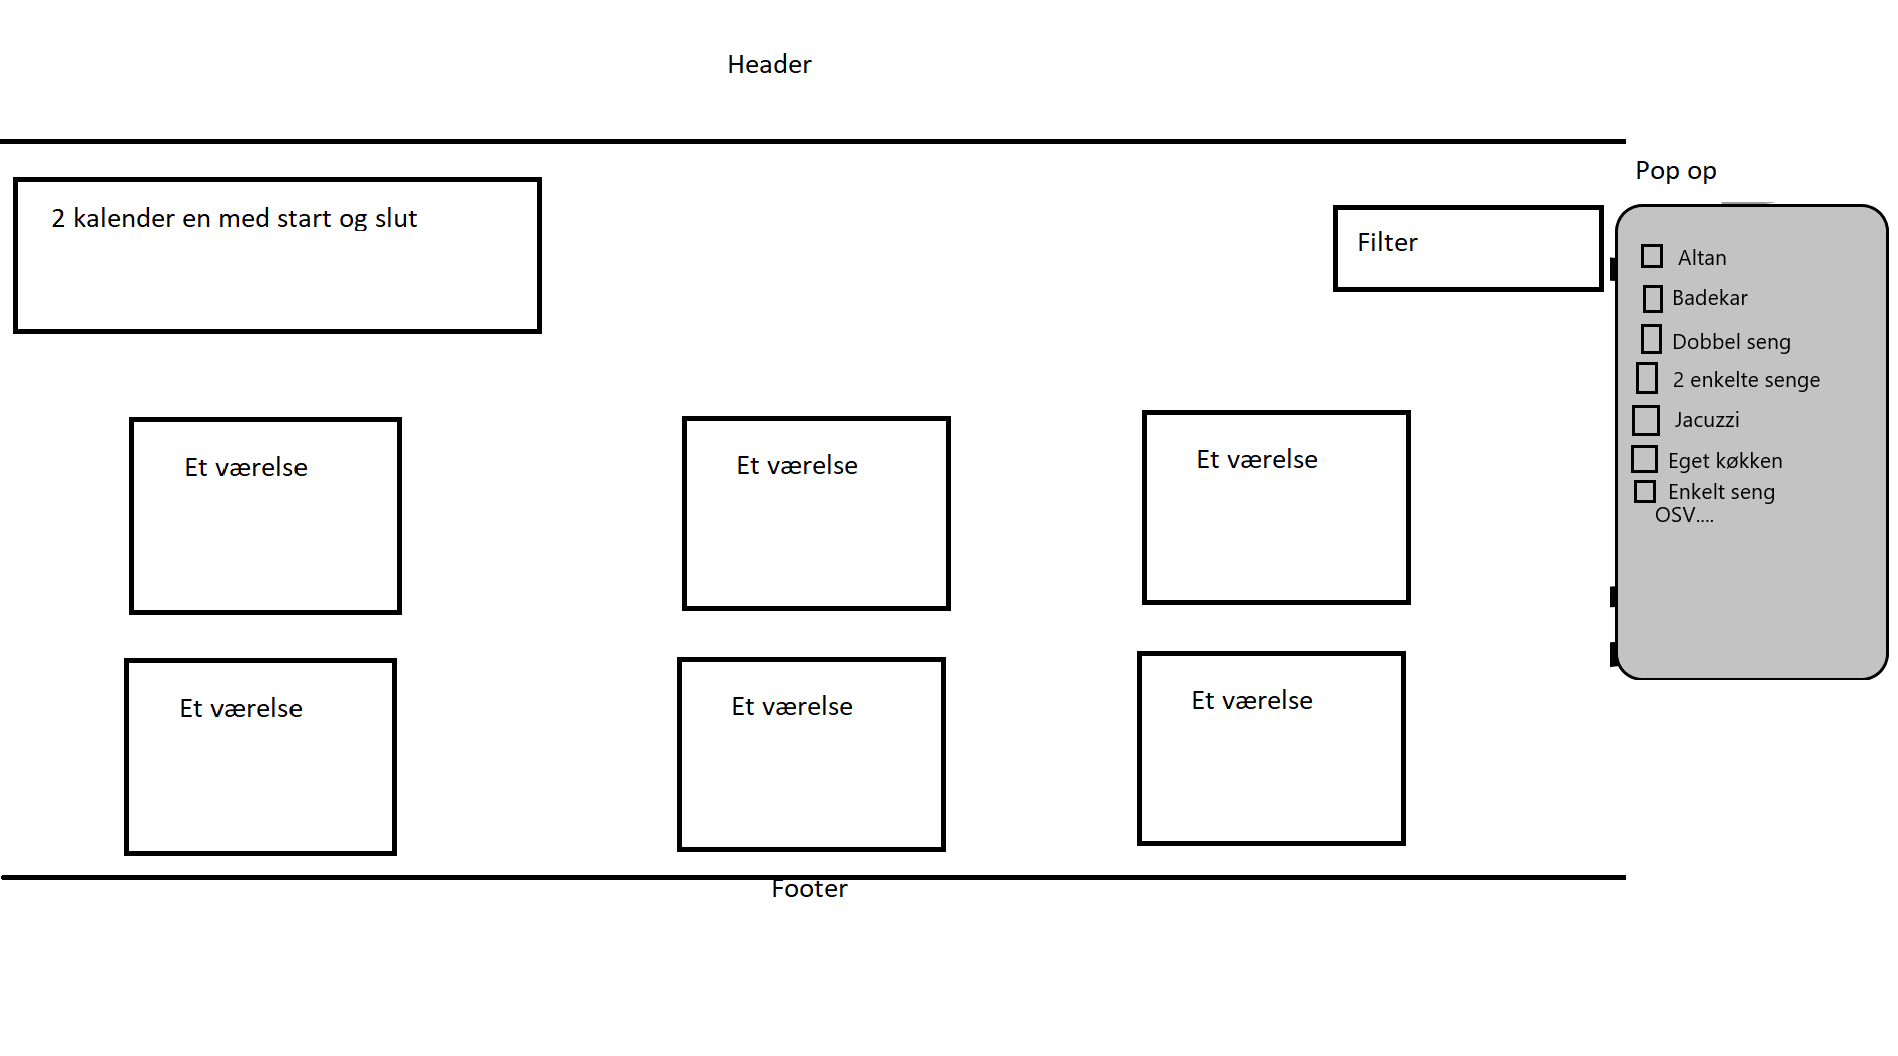 Header
Pop op
2 kalender en med start og slut
Filter
Altan
Badekar
Dobbel seng
2 enkelte senge
Jacuzzi
Eget køkken
Enkelt seng
OSV....
Et værelse
Et værelse
Et værelse
Et værelse
Et værelse
Et værelse
Footer